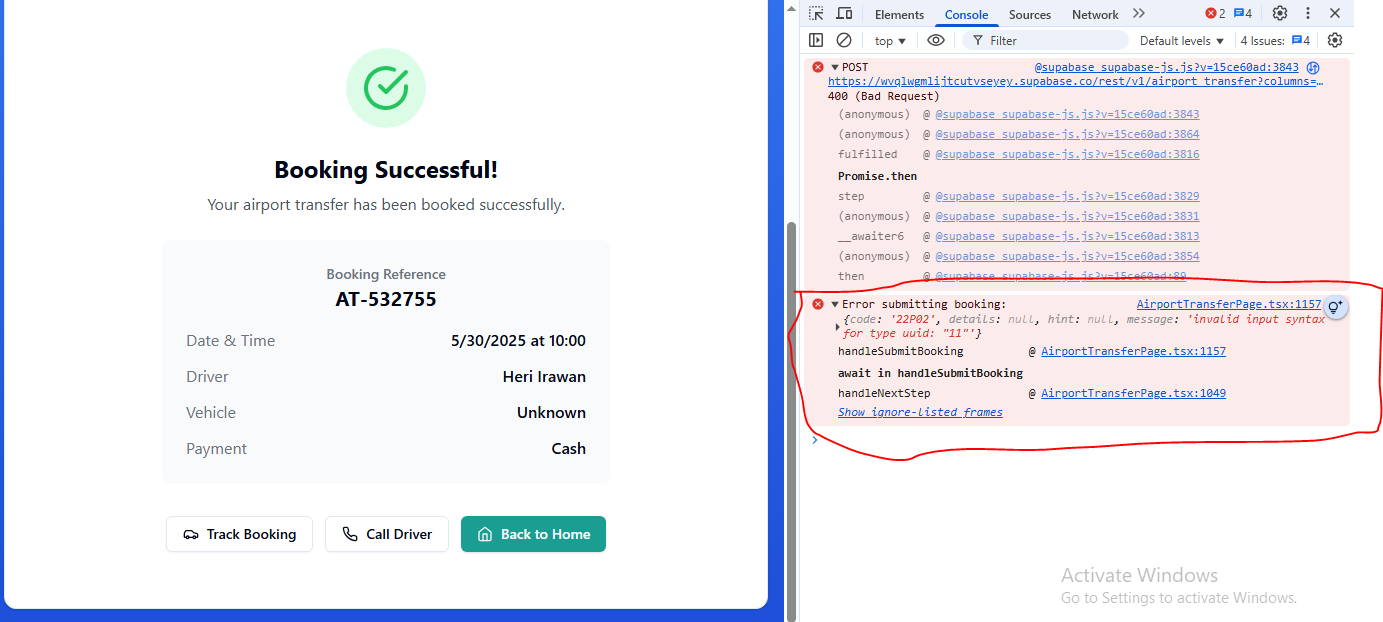 Booking Successful!
Your airport transfer has been booked successfully.
Booking Reference
AT-532755
Date & Time 5/30/2025 at 10:00
Driver Heri Irawan
Vehicle Unknown
Payment Cash
Track Booking Call Driver Back to Home
Elements Console Sources Network 2 4
top Filter Default levels 4 Issues: 4
POST @supabase_supabase-js.js?v=15ce60ad:3843
https://wvqlwgmlijtcutvseyey.supabase.co/rest/v1/airport_transfer?columns=…
400 (Bad Request)
(anonymous) @ @supabase_supabase-js.js?v=15ce60ad:3843
(anonymous) @ @supabase_supabase-js.js?v=15ce60ad:3864
fulfilled @ @supabase_supabase-js.js?v=15ce60ad:3816
Promise.then
step @ @supabase_supabase-js.js?v=15ce60ad:3829
(anonymous) @ @supabase_supabase-js.js?v=15ce60ad:3831
__awaiter6 @ @supabase_supabase-js.js?v=15ce60ad:3813
(anonymous) @ @supabase_supabase-js.js?v=15ce60ad:3854
then @ @supabase_supabase-js.js?v=15ce60ad:89
Error submitting booking: AirportTransferPage.tsx:1157
{code: '22P02', details: null, hint: null, message: 'invalid input syntax
for type uuid: "11"'}
handleSubmitBooking @ AirportTransferPage.tsx:1157
await in handleSubmitBooking
handleNextStep @ AirportTransferPage.tsx:1049
Show ignore-listed frames
Activate Windows
Go to Settings to activate Windows.